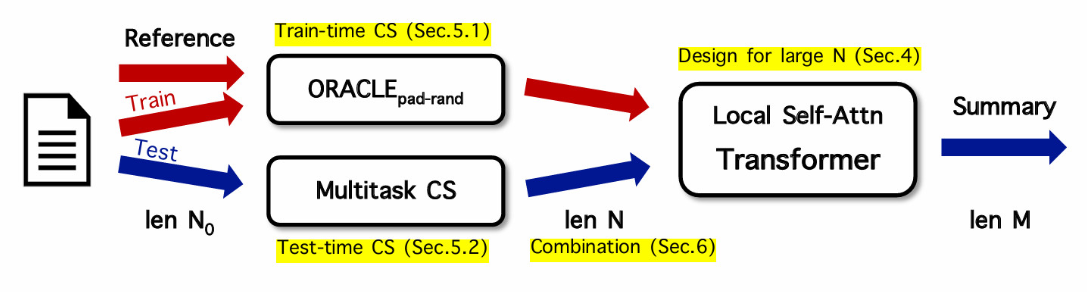 Reference
Train
Test
len N₀
Train-time CS (Sec.5.1)
ORACLEpad-rand
Multitask CS
Test-time CS (Sec.5.2)
len N
Combination (Sec.6)
Design for large N (Sec.4)
Local Self-Attn
Transformer
Summary
len M